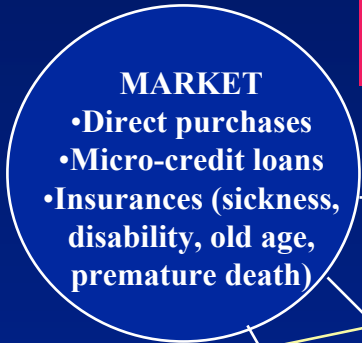 MARKET
•Direct purchases
•Micro-credit loans
•Insurances (sickness,
disability, old age,
premature death)